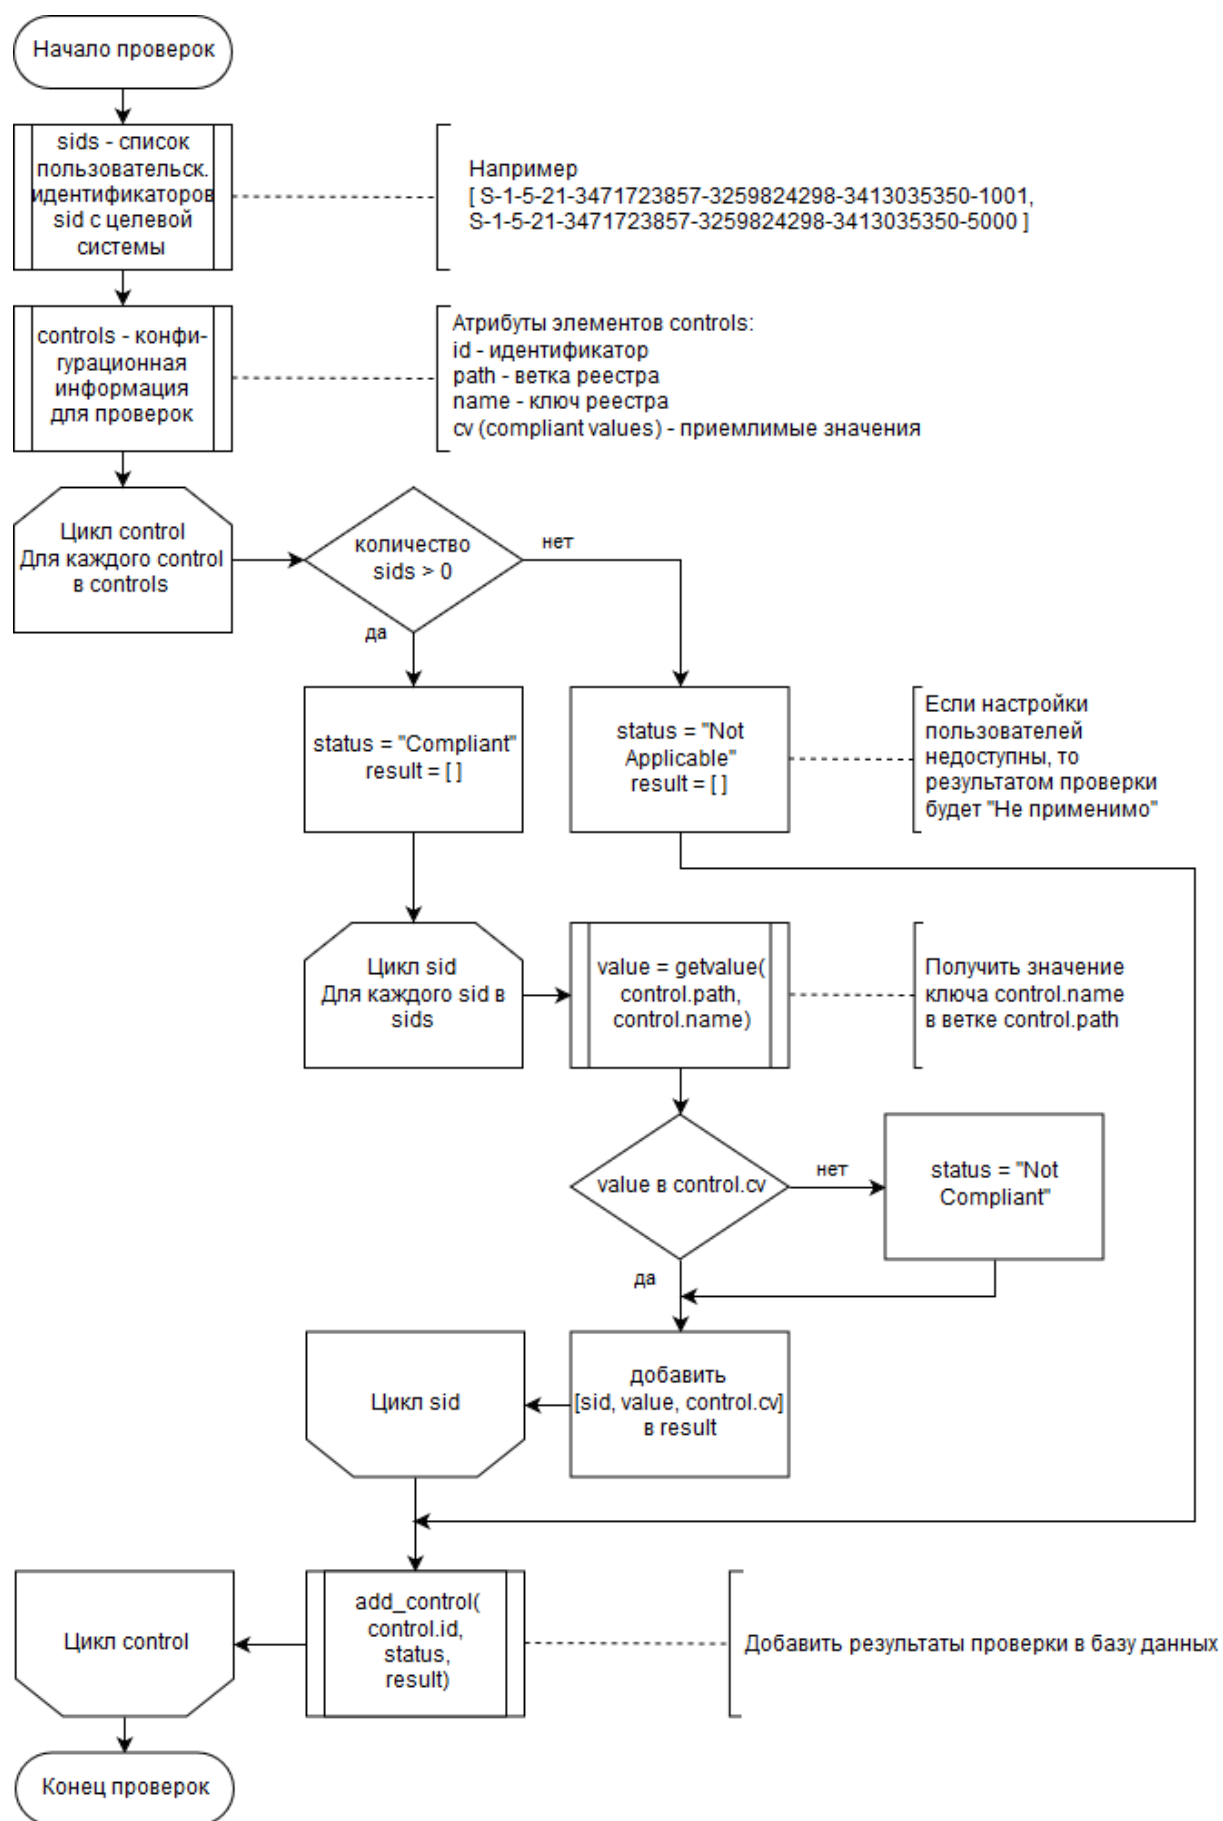 Начало проверок
sids - список
пользовательск.
идентификаторов
sid с целевой
системы
Например
[ S-1-5-21-3471723857-3259824298-3413035350-1001,
S-1-5-21-3471723857-3259824298-3413035350-5000 ]
controls - конфи-
гурационная
информация
для проверок
Атрибуты элементов controls:
id - идентификатор
path - ветка реестра
name - ключ реестра
cv (compliant values) - приемлимые значения
Цикл control
Для каждого control
в controls
количество
sids > 0
нет
да
status = "Compliant"
result = [ ]
status = "Not
Applicable"
result = [ ]
Если настройки
пользователей
недоступны, то
результатом проверки
будет "Не применимо"
Цикл sid
Для каждого sid в
sids
value = getvalue(
control.path,
control.name)
Получить значение
ключа control.name
в ветке control.path
value в control.cv
нет
status = "Not
Compliant"
да
добавить
[sid, value, control.cv]
в result
Цикл sid
add_control(
control.id,
status,
result)
Добавить результаты проверки в базу данных
Цикл control
Конец проверок